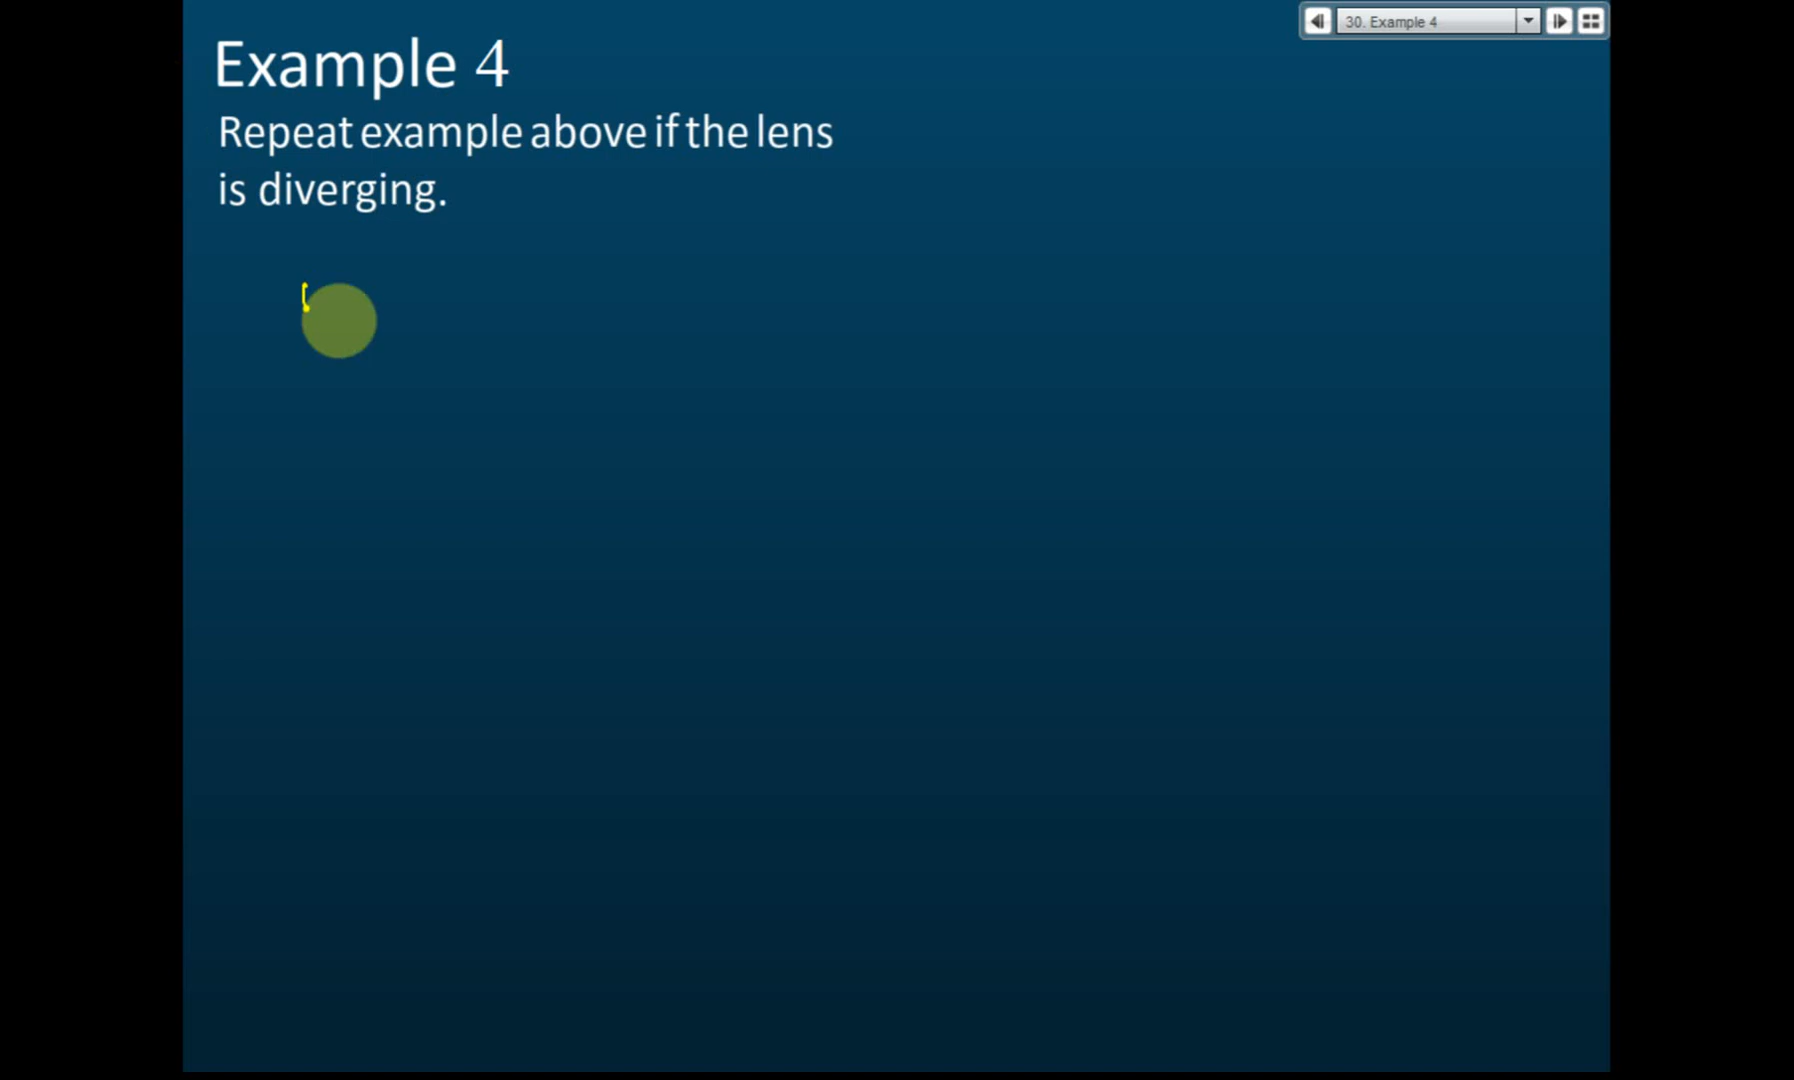 30. Example 4
Example 4
Repeat example above if the lens
is diverging.